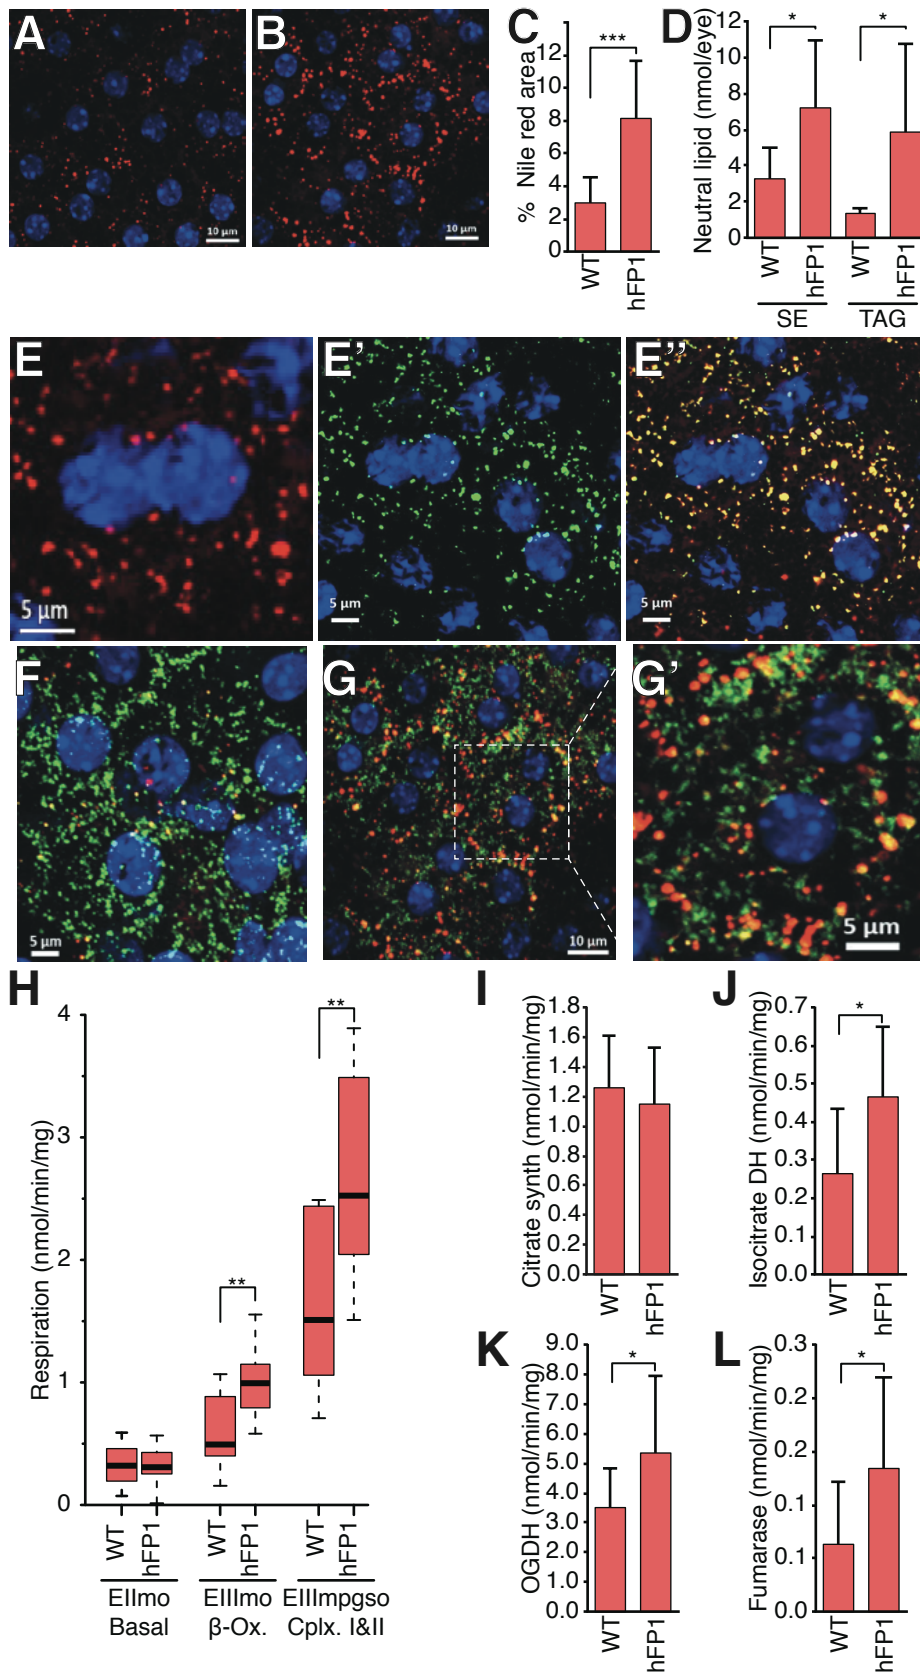 A
10 µm
B
10 µm
C
% Nile red area
14
12
10
8
6
4
2
0
***
WT
hFP1
D
Neutral lipid (nmol/eye)
12
10
8
6
4
2
0
*
*
WT
hFP1
WT
hFP1
SE
TAG
E
5 µm
E’
5 µm
E’’
5 µm
F
5 µm
G
10 µm
G’
5 µm
H
Respiration (nmol/min/mg)
4
3
2
1
0
**
**
WT
hFP1
WT
hFP1
WT
hFP1
EIImo
Basal
EIIImo
β-Ox.
EIIImpgso
Cplx. I&II
I
Citrate synth (nmol/min/mg)
1.8
1.6
1.4
1.2
1.0
0.8
0.6
0.4
0.2
0.0
WT
hFP1
J
Isocitrate DH (nmol/min/mg)
0.7
0.6
0.5
0.4
0.3
0.2
0.1
0.0
*
WT
hFP1
K
OGDH (nmol/min/mg)
9.0
8.0
7.0
6.0
5.0
4.0
3.0
2.0
1.0
0.0
*
WT
hFP1
L
Fumarase (nmol/min/mg)
0.3
0.2
0.2
0.1
0.1
0.0
*
WT
hFP1